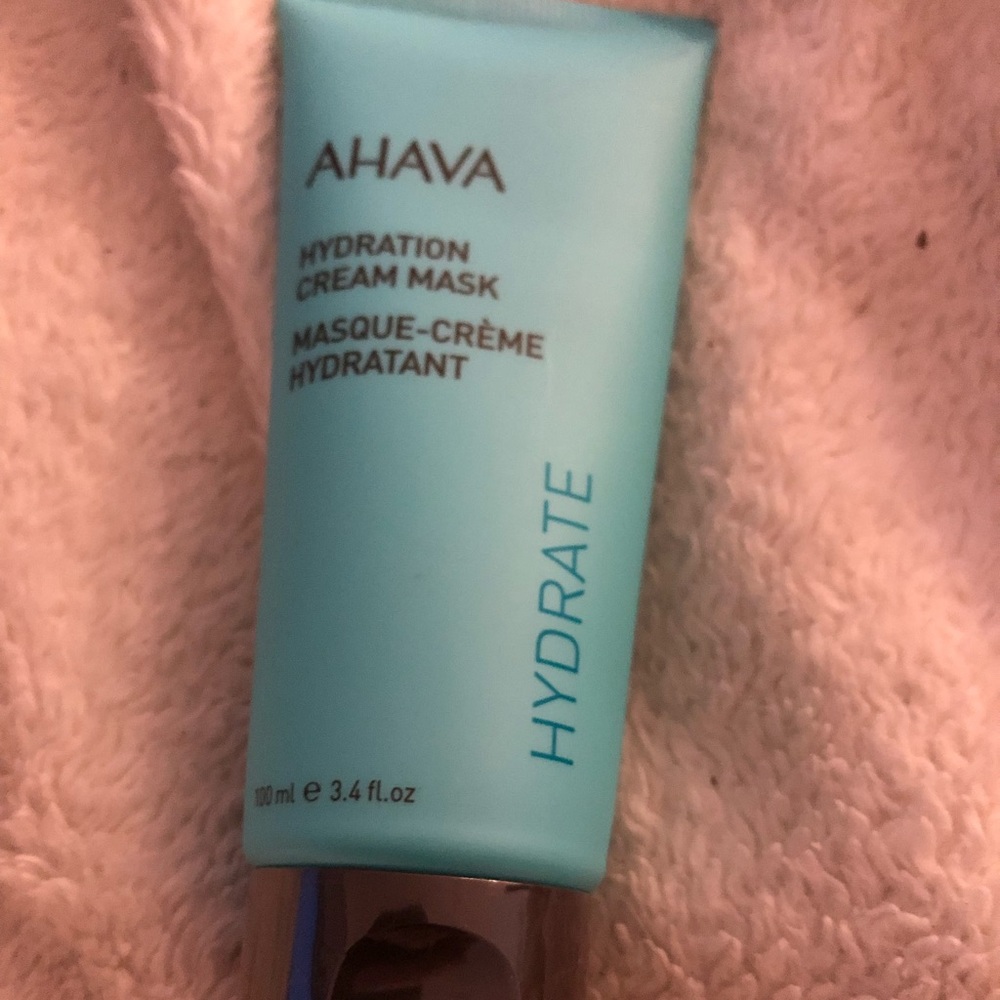 AHAVA
HYDRATION
CREAM MASK
MASQUE-CRÈME
HYDRATANT
HYDRATE
100 ml e 3.4 fl.oz